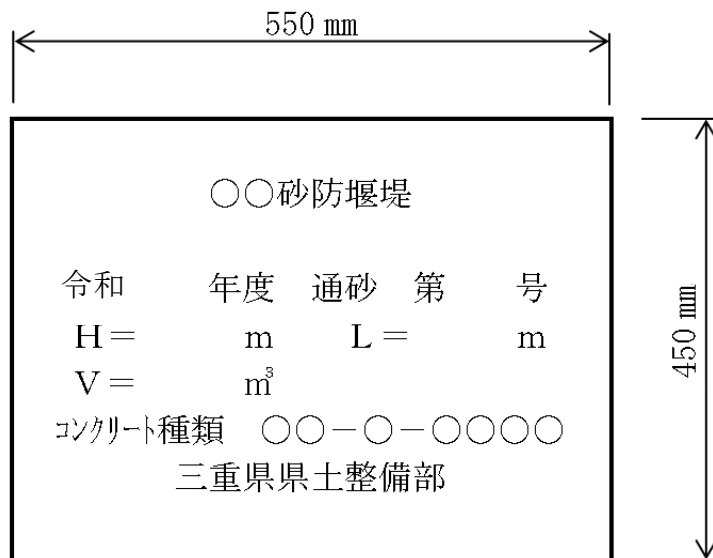 550 mm
○○砂防堰堤
令和　　年度　通砂　第　　号
H＝　　　m　　L＝　　　m
V＝　　　㎥
コンクリート種類　○○－○－○○○○
三重県県土整備部
450 mm